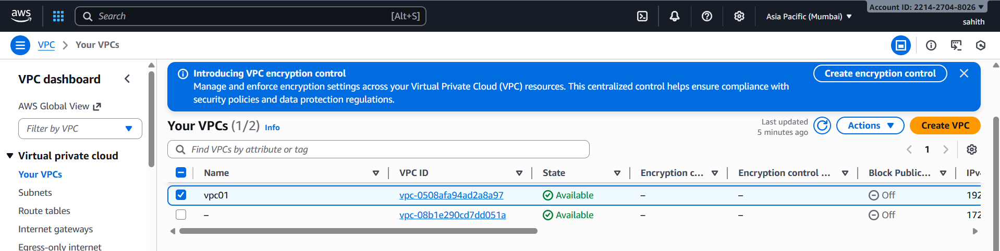 aws
Search [Alt+S]
Asia Pacific (Mumbai)
Account ID: 2214-2704-8026
sahith
VPC
Your VPCs
VPC dashboard
AWS Global View
Filter by VPC
Virtual private cloud
Your VPCs
Subnets
Route tables
Internet gateways
Egress-only internet
Introducing VPC encryption control
Manage and enforce encryption settings across your Virtual Private Cloud (VPC) resources. This centralized control helps ensure compliance with
security policies and data protection regulations.
Create encryption control
Your VPCs (1/2) Info
Last updated
5 minutes ago
Actions
Create VPC
Find VPCs by attribute or tag
1
Name VPC ID State Encryption c... Encryption control ... Block Public... IPv4
vpc01 vpc-0508afa94ad2a8a97 Available – – Off 192
– vpc-08b1e290cd7dd051a Available – – Off 172